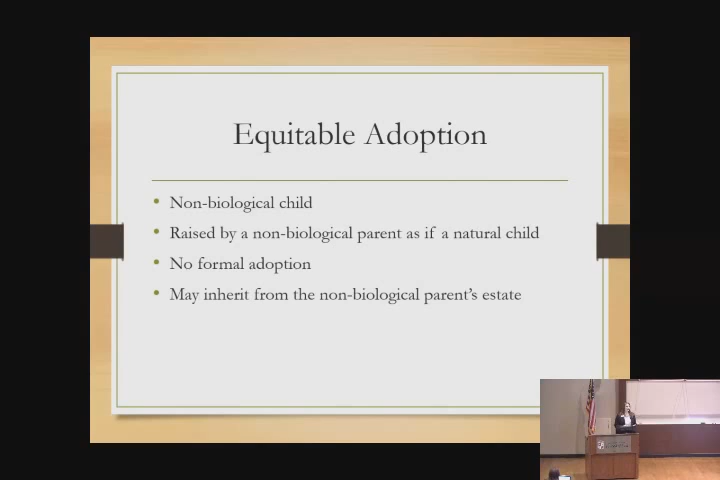 Equitable Adoption
• Non-biological child
• Raised by a non-biological parent as if a natural child
• No formal adoption
• May inherit from the non-biological parent’s estate